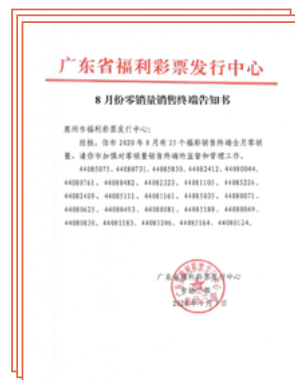 广东省福利彩票发行中心
8月份零销量销售终端告知书
惠州市福利彩票发行中心：
经核，你市2020年8月有25个福彩销售终端全月零销
量，请你市加强对零销量销售终端的监督和管理工作。
44085075、44080731、44085830、44082412、44080044、
44080761、44080482、44082323、44081105、44085226、
44082409、44085111、44081161、44085035、44080071、
44080625、44080493、44080081、44085188、44080049、
44080830、44081183、44085206、44085164、44080124。
广东省福利彩票发行中心